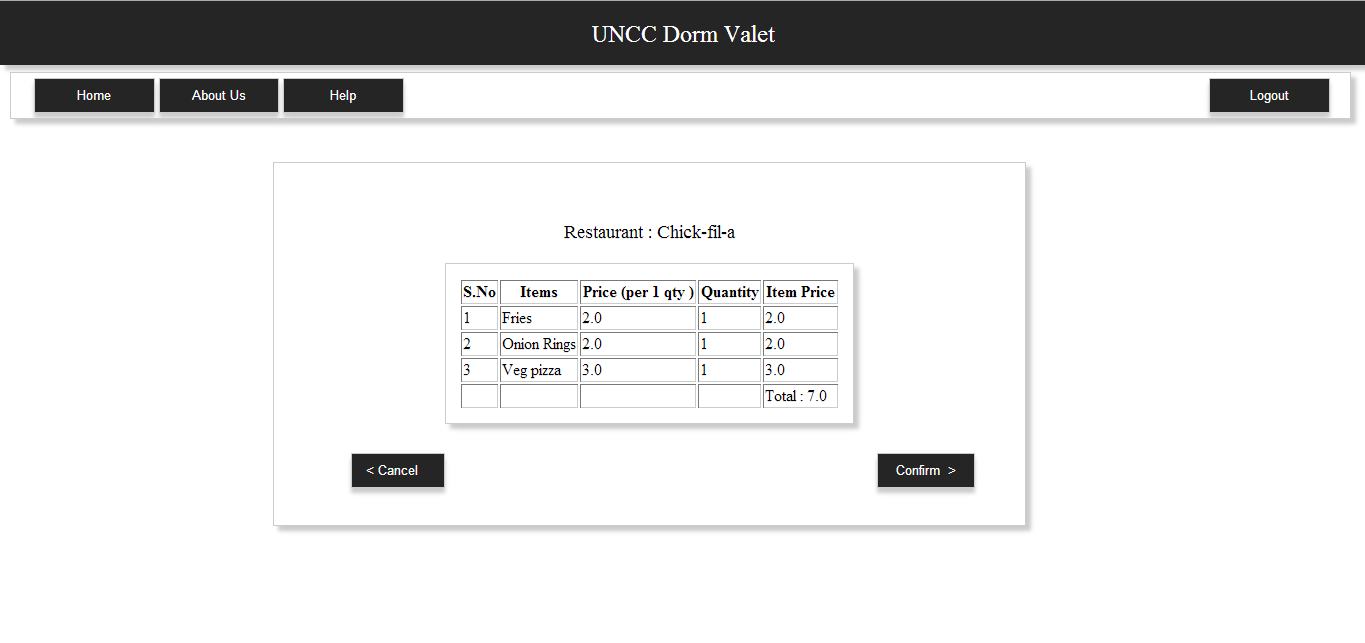 UNCC Dorm Valet
Home About Us Help Logout
Restaurant : Chick-fil-a
S.No Items Price (per 1 qty ) Quantity Item Price
1 Fries 2.0 1 2.0
2 Onion Rings 2.0 1 2.0
3 Veg pizza 3.0 1 3.0
Total : 7.0
< Cancel Confirm >